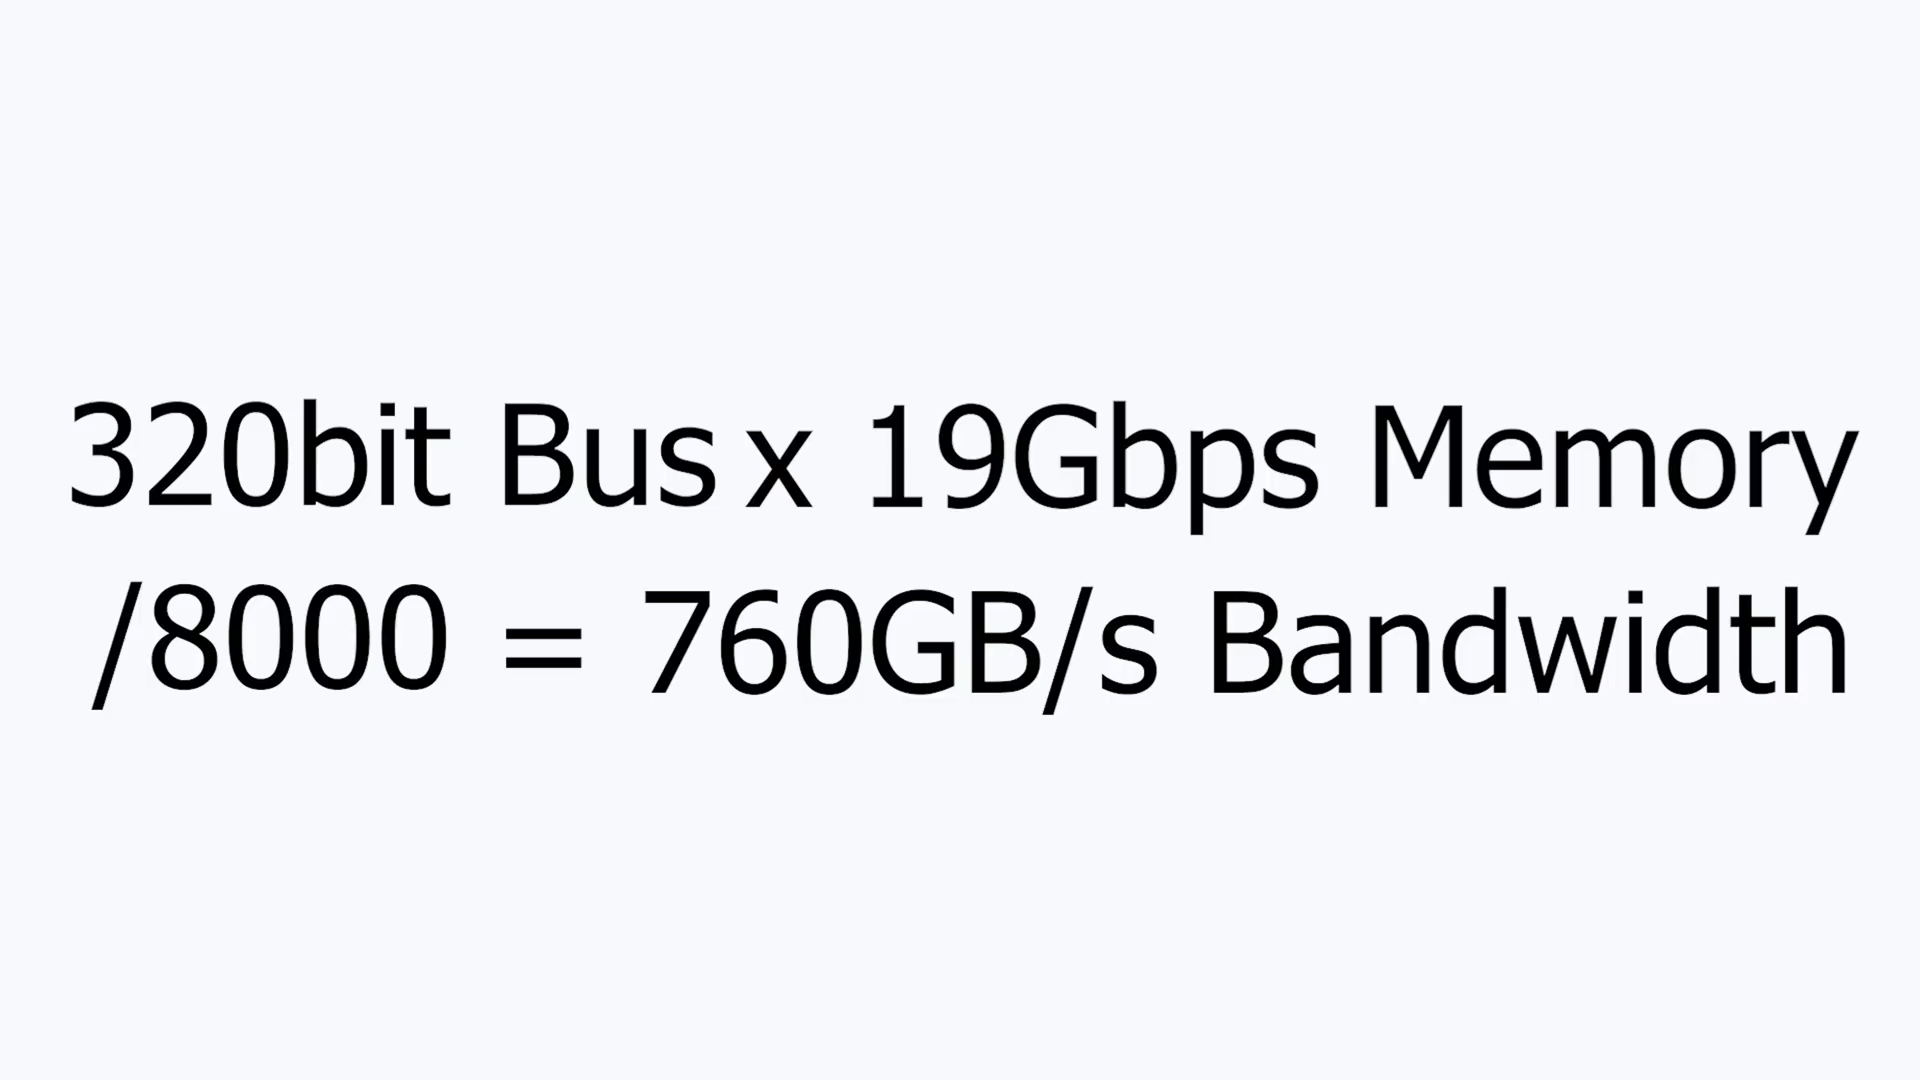 320bit Bus x 19Gbps Memory
/8000 = 760GB/s Bandwidth